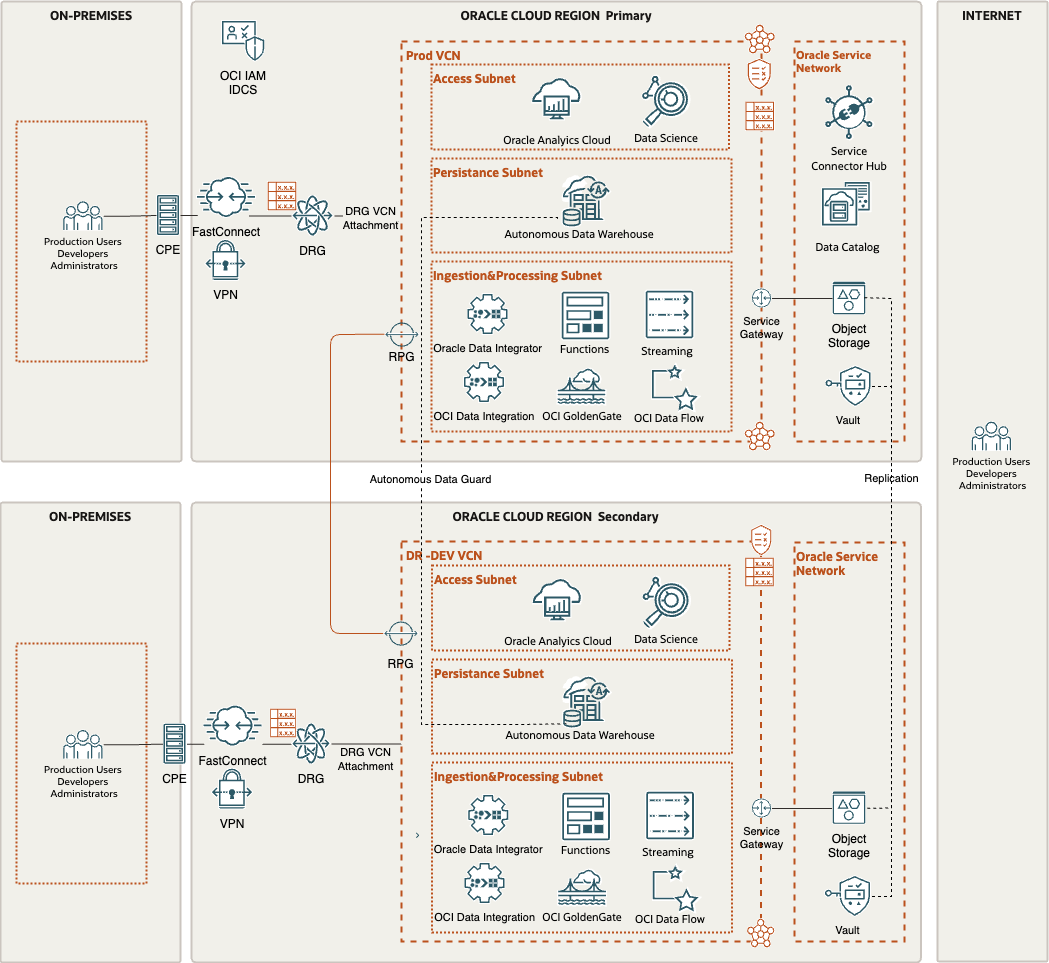 ON-PREMISES
ORACLE CLOUD REGION Primary
INTERNET
OCI IAM
IDCS
Prod VCN
Access Subnet
Oracle Analyics Cloud
Data Science
Oracle Service
Network
Service
Connector Hub
Data Catalog
Persistance Subnet
Autonomous Data Warehouse
Production Users
Developers
Administrators
CPE
FastConnect
VPN
X.X.X.
X.X.X.
DRG
DRG VCN
Attachment
Ingestion&Processing Subnet
Oracle Data Integrator
Functions
Streaming
OCI Data Integration
OCI GoldenGate
OCI Data Flow
RPG
Service
Gateway
Object
Storage
Vault
Autonomous Data Guard
Replication
Production Users
Developers
Administrators
ON-PREMISES
ORACLE CLOUD REGION Secondary
DR -DEV VCN
Access Subnet
Oracle Analyics Cloud
Data Science
Oracle Service
Network
RPG
Persistance Subnet
A
Autonomous Data Warehouse
Production Users
Developers
Administrators
CPE
FastConnect
VPN
X.X.X.
X.X.X.
DRG
DRG VCN
Attachment
Ingestion&Processing Subnet
Oracle Data Integrator
Functions
Streaming
OCI Data Integration
OCI GoldenGate
OCI Data Flow
Service
Gateway
Object
Storage
Vault